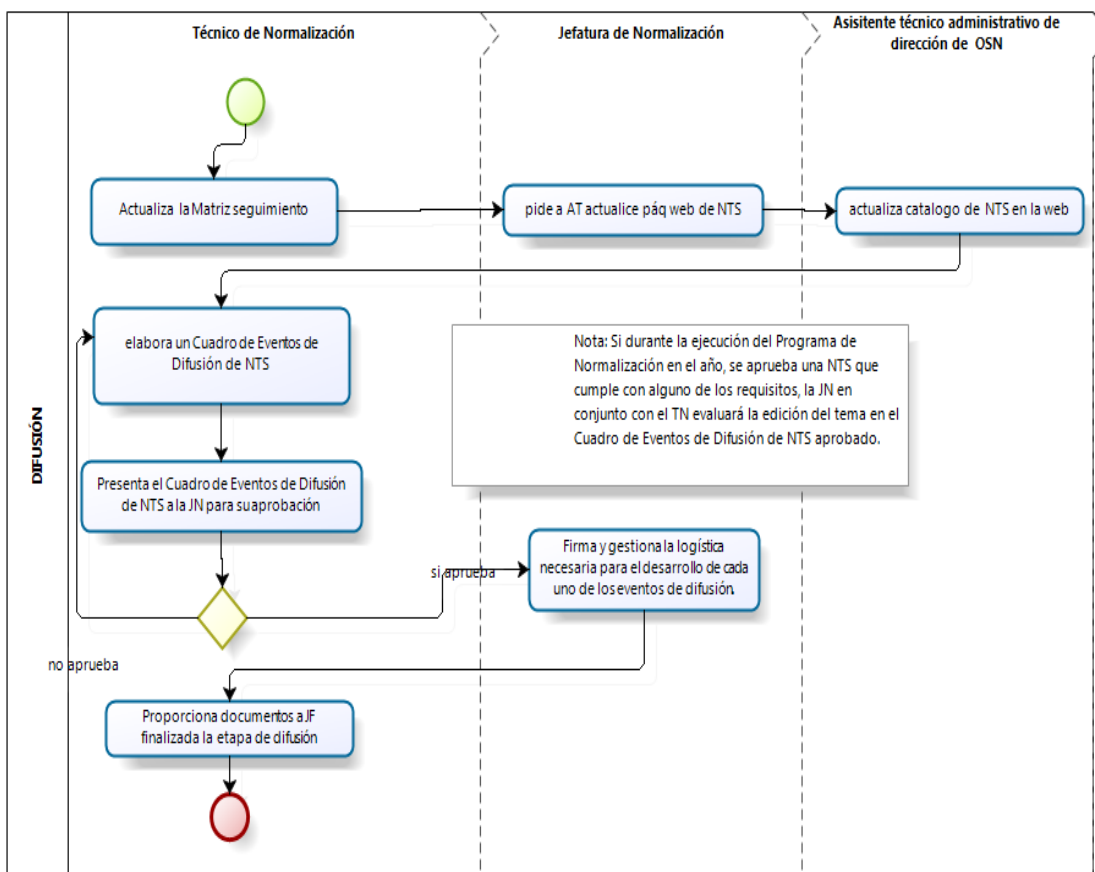 Técnico de Normalización
Jefatura de Normalización
Asisitente técnico administrativo de
dirección de OSN
DIFUSIÓN
Actualiza la Matriz seguimiento
pide a AT actualice páq web de NTS
actualiza catalogo de NTS en la web
elabora un Cuadro de Eventos de
Difusión de NTS
Nota: Si durante la ejecución del Programa de
Normalización en el año, se aprueba una NTS que
cumple con alguno de los requisitos, la JN en
conjunto con el TN evaluará la edición del tema en el
Cuadro de Eventos de Difusión de NTS aprobado.
Presenta el Cuadro de Eventos de Difusión
de NTS a la JN para su aprobación
si aprueba
Firma y gestiona la logística
necesaria para el desarrollo de cada
uno de los eventos de difusión.
no aprueba
Proporciona documentos a JF
finalizada la etapa de difusión